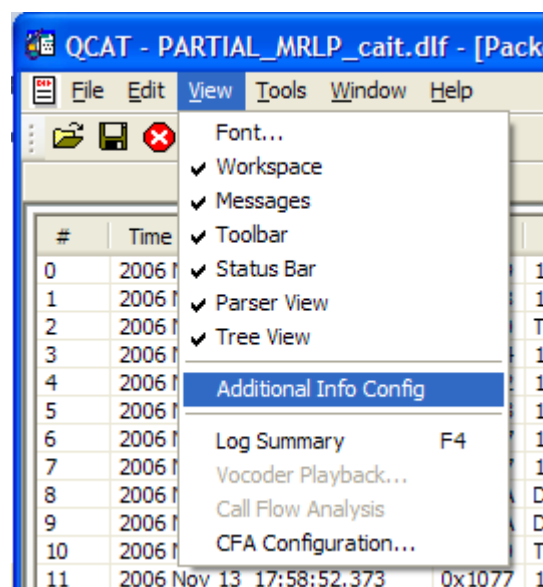 QCAT - PARTIAL_MRLP_cait.dlf - [Pack
File Edit View Tools Window Help
Font...
Workspace
Messages
Toolbar
Status Bar
Parser View
Tree View
Additional Info Config
Log Summary F4
Vocoder Playback...
Call Flow Analysis
CFA Configuration...
# Time
0 2006 N
1 2006 N
2 2006 N
3 2006 N
4 2006 N
5 2006 N
6 2006 N
7 2006 N
8 2006 N
9 2006 N
10 2006 N
11 2006 Nov 13 17:58:52.373 0x1077 1